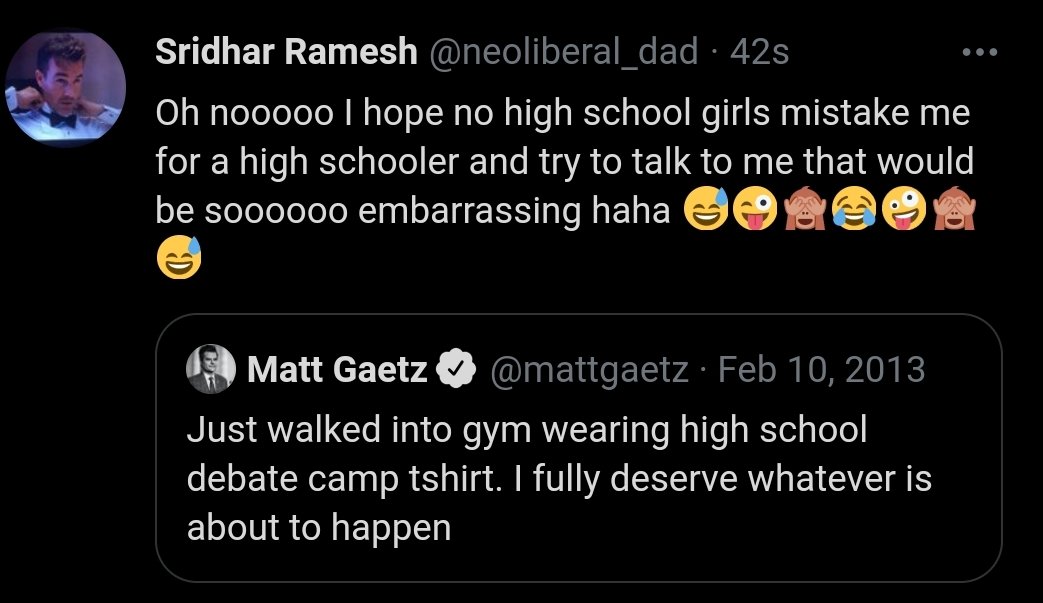 Sridhar Ramesh @neoliberal_dad · 42s
Oh nooooo I hope no high school girls mistake me
for a high schooler and try to talk to me that would
be soooooo embarrassing haha 😅😜🙈😂🤪🙈
😅
Matt Gaetz @mattgaetz · Feb 10, 2013
Just walked into gym wearing high school
debate camp tshirt. I fully deserve whatever is
about to happen